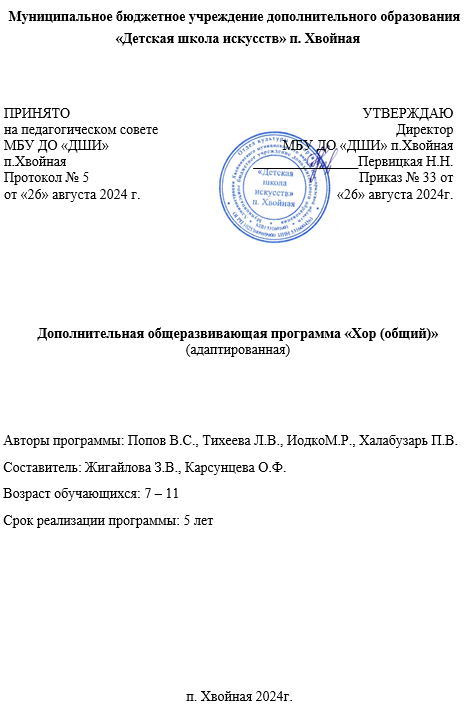 Муниципальное бюджетное учреждение дополнительного образования
«Детская школа искусств» п. Хвойная
ПРИНЯТО
на педагогическом совете
МБУ ДО «ДШИ»
п.Хвойная
Протокол № 5
от «26» августа 2024 г.
УТВЕРЖДАЮ
Директор
МБУ ДО «ДШИ» п.Хвойная
Первицкая Н.Н.
Приказ № 33 от
«26» августа 2024г.
«Детская
школа
искусств»
п. Хвойная
Дополнительная общеразвивающая программа «Хор (общий)»
(адаптированная)
Авторы программы: Попов В.С., Тихеева Л.В., ИодкоМ.Р., Халабузарь П.В.
Составитель: Жигайлова З.В., Карсунцева О.Ф.
Возраст обучающихся: 7 – 11
Срок реализации программы: 5 лет
п. Хвойная 2024г.